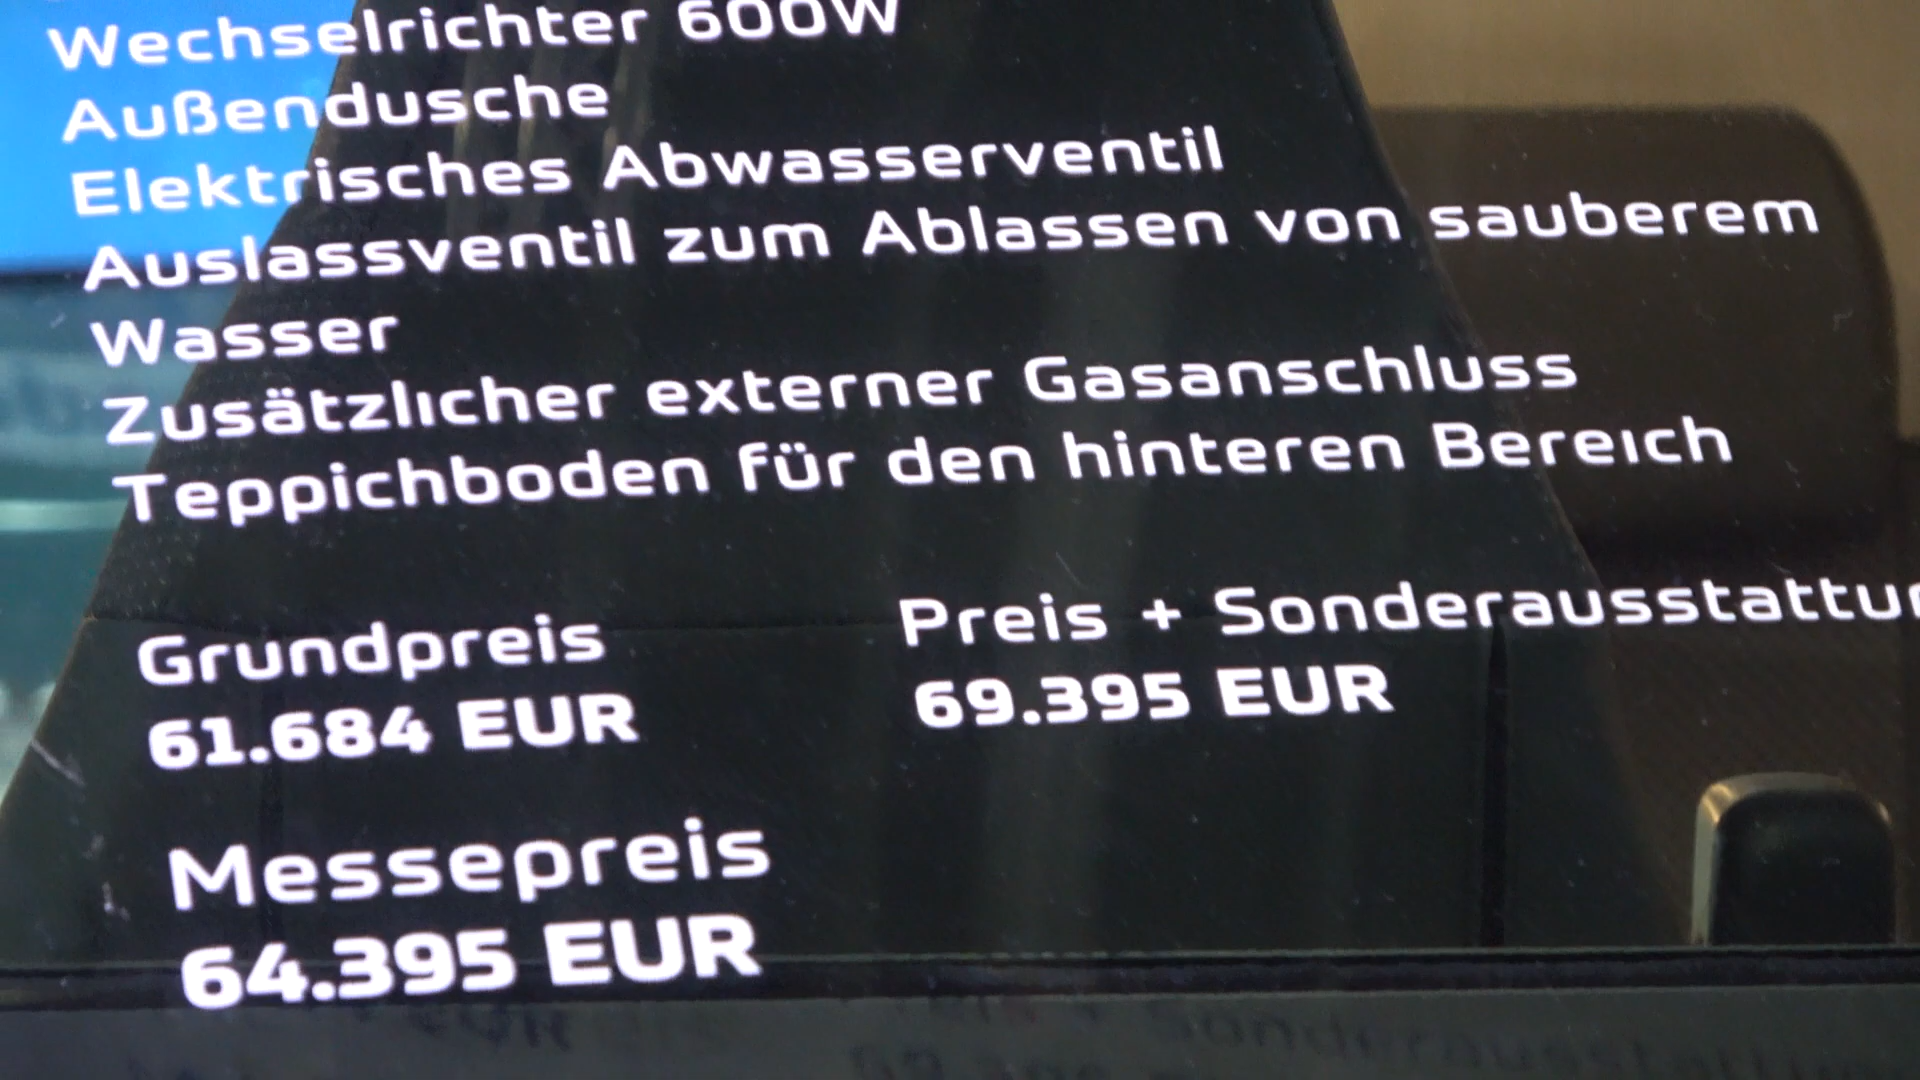 Wechselrichter 600W
Außendusche
Elektrisches Abwasserventil
Auslassventil zum Ablassen von sauberem
Wasser
Zusätzlicher externer Gasanschluss
Teppichboden für den hinteren Bereich
Grundpreis
61.684 EUR
Preis + Sonderausstattu
69.395 EUR
Messepreis
64.395 EUR